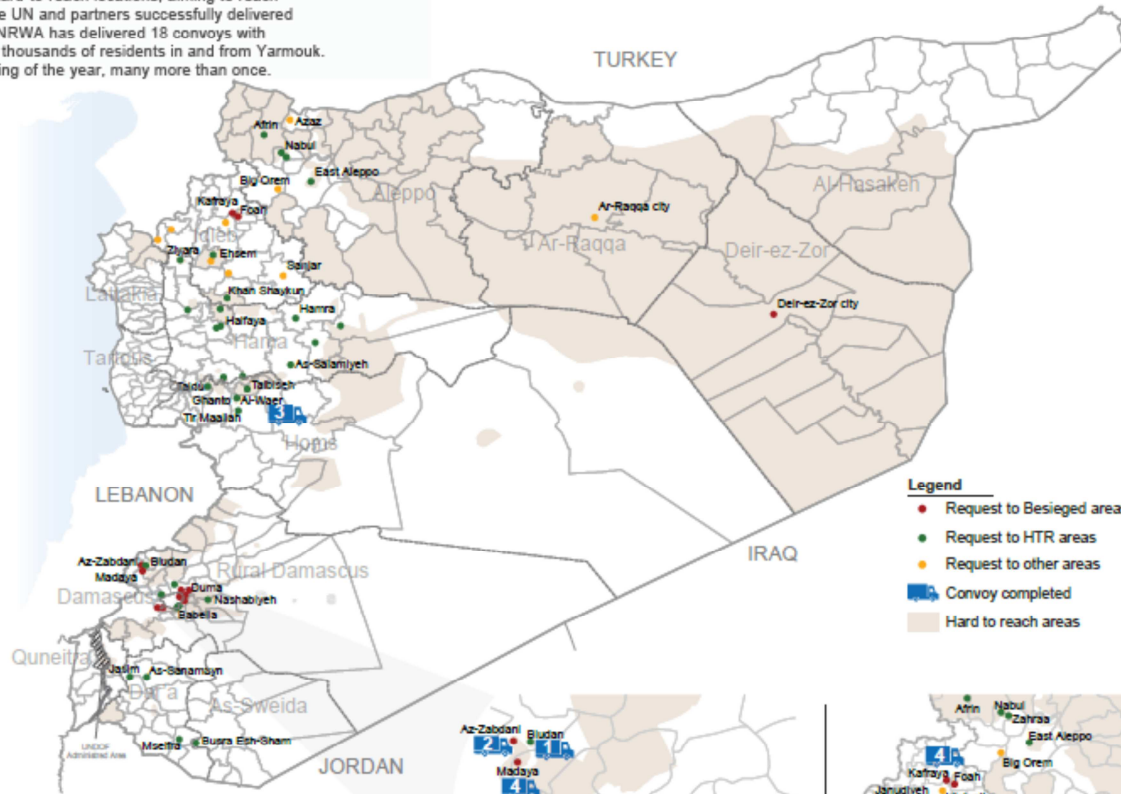 e UN and partners successfully delivered
NRWA has delivered 18 convoys with
thousands of residents in and from Yarmouk.
ing of the year, many more than once.
TURKEY
Afrin
Azaz
Nabul
East Aleppo
Big Orem
Aleppo
Kafraya
Foah
Idleb
Ziyara
Ehsem
Sanjar
Khan Shaykun
Lattakia
Hamra
Halfaya
Hama
Tartous
As-Salamiyeh
Taldu
Talbiseh
Ghanto
Al-Waer
Tir Maallah
3
Homs
Ar-Raqqa city
Ar-Raqqa
Al-Hasakeh
Deir-ez-Zor
Deir-ez-Zor city
LEBANON
IRAQ
Az-Zabdani
Bludan
Madaya
Rural Damascus
Duma
Damascus
Nashabiyeh
Babella
Quneitra
Jasim
As-Sanamayn
Dar'a
As-Sweida
UNDOF
Administed Area
Mseifra
Busra Esh-Sham
JORDAN
Legend
Request to Besieged area
Request to HTR areas
Request to other areas
Convoy completed
Hard to reach areas
Az-Zabdani
Bludan
2
1
Madaya
4
Afrin
Nabul
Zahraa
East Aleppo
4
Big Orem
Kafraya
Foah
Janudiyeh